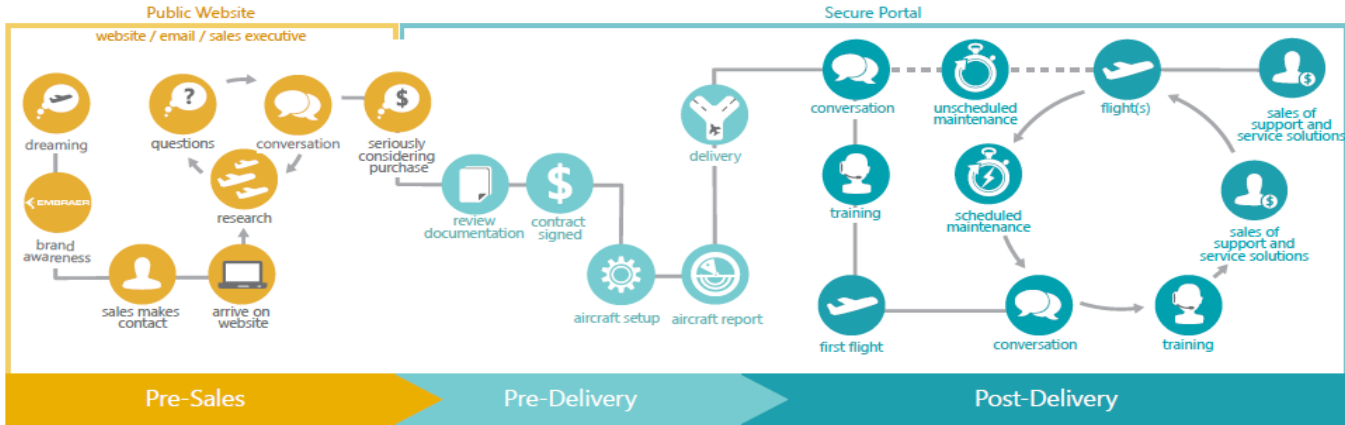 Public Website
Secure Portal
website / email / sales executive
dreaming
EMBRAER
brand
awareness
sales makes
contact
arrive on
website
research
?
questions
conversation
$
seriously
considering
purchase
review
documentation
$
contract
signed
aircraft setup
aircraft report
delivery
conversation
training
first flight
unscheduled
maintenance
flight(s)
$
sales of
support and
service solutions
scheduled
maintenance
conversation
training
$
sales of
support and
service solutions
Pre-Sales
Pre-Delivery
Post-Delivery